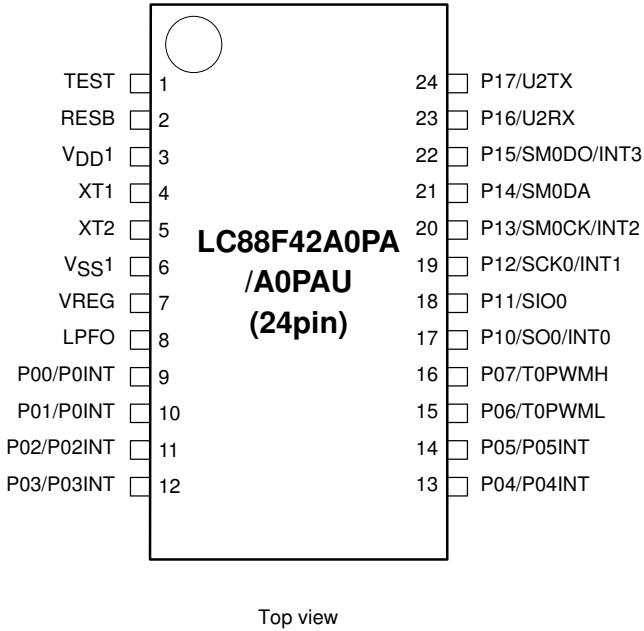 TEST 1
RESB 2
VDD1 3
XT1 4
XT2 5
VSS1 6
VREG 7
LPFO 8
P00/P0INT 9
P01/P0INT 10
P02/P02INT 11
P03/P03INT 12
LC88F42A0PA
/A0PAU
(24pin)
24 P17/U2TX
23 P16/U2RX
22 P15/SM0DO/INT3
21 P14/SM0DA
20 P13/SM0CK/INT2
19 P12/SCK0/INT1
18 P11/SIO0
17 P10/SO0/INT0
16 P07/T0PWMH
15 P06/T0PWML
14 P05/P05INT
13 P04/P04INT
Top view